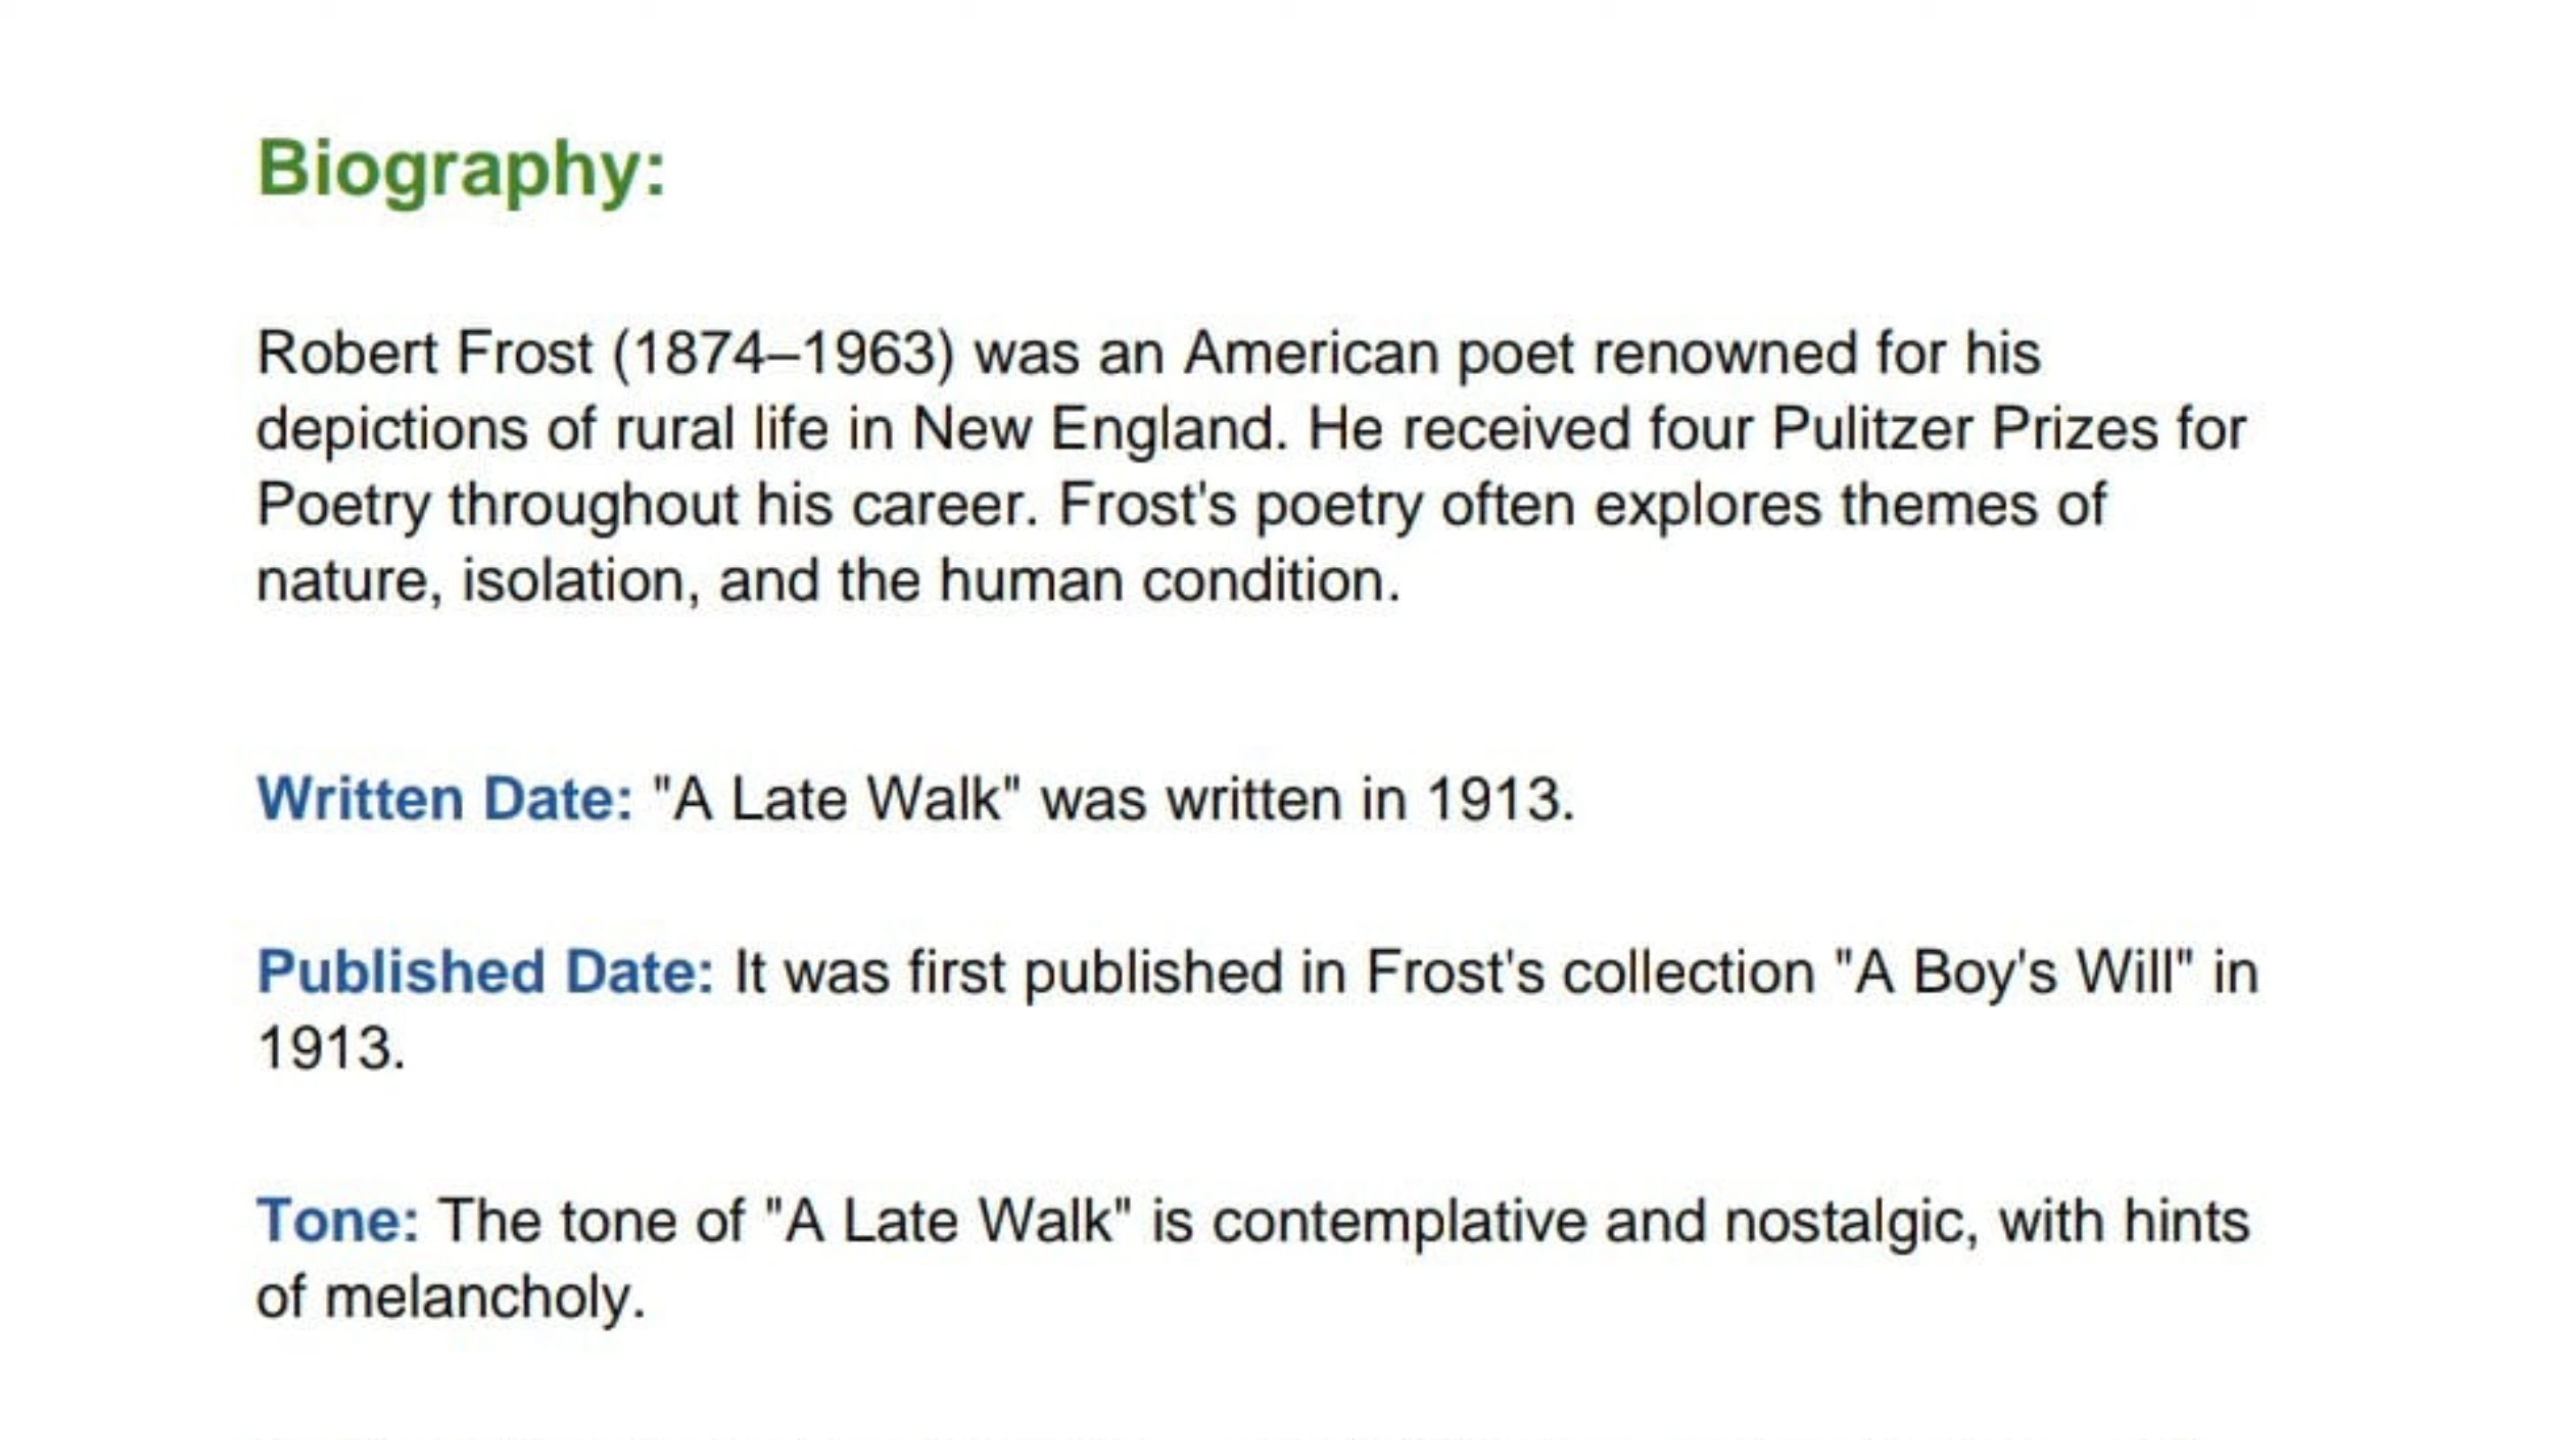 Biography:
Robert Frost (1874–1963) was an American poet renowned for his
depictions of rural life in New England. He received four Pulitzer Prizes for
Poetry throughout his career. Frost's poetry often explores themes of
nature, isolation, and the human condition.
Written Date: "A Late Walk" was written in 1913.
Published Date: It was first published in Frost's collection "A Boy's Will" in
1913.
Tone: The tone of "A Late Walk" is contemplative and nostalgic, with hints
of melancholy.